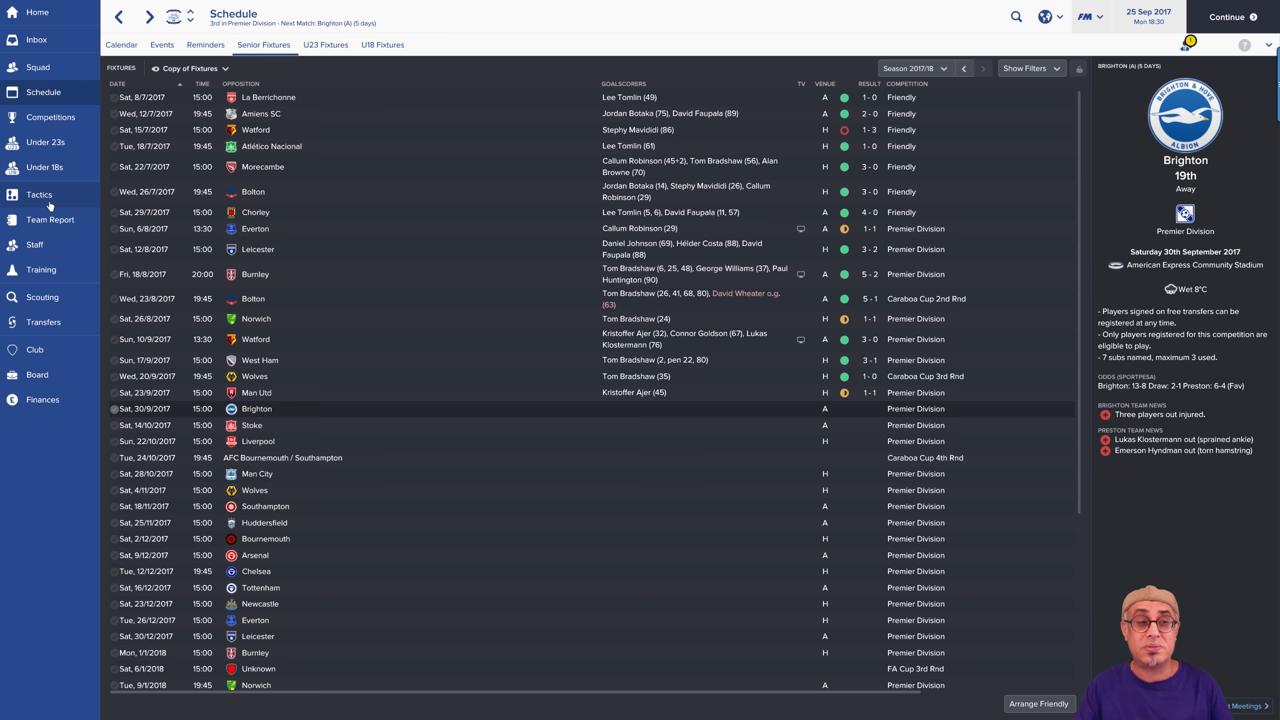 Home
Inbox
Squad
Schedule
Competitions
Under 23s
Under 18s
Tactics
Team Report
Staff
Training
Scouting
Transfers
Club
Board
Finances
Schedule
3rd in Premier Division - Next Match: Brighton (A) (5 days)
FM
25 Sep 2017
Mon 18:30
Continue
Calendar Events Reminders Senior Fixtures U23 Fixtures U18 Fixtures
1
?
FIXTURES Copy of Fixtures Season 2017/18 Show Filters
DATE TIME OPPOSITION GOALSCORERS TV VENUE RESULT COMPETITION
Sat, 8/7/2017 15:00 La Berrichonne Lee Tomlin (49) A 1 - 0 Friendly
Wed, 12/7/2017 19:45 Amiens SC Jordan Botaka (75), David Faupala (89) A 2 - 0 Friendly
Sat, 15/7/2017 15:00 Watford Stephy Mavididi (86) H 1 - 3 Friendly
Tue, 18/7/2017 19:45 Atlético Nacional Lee Tomlin (61) H 1 - 0 Friendly
Sat, 22/7/2017 15:00 Morecambe Callum Robinson (45+2), Tom Bradshaw (56), Alan
Browne (70) H 3 - 0 Friendly
Wed, 26/7/2017 19:45 Bolton Jordan Botaka (14), Stephy Mavididi (26), Callum
Robinson (29) H 3 - 0 Friendly
Sat, 29/7/2017 15:00 Chorley Lee Tomlin (5, 6), David Faupala (11, 57) A 4 - 0 Friendly
Sun, 6/8/2017 13:30 Everton Callum Robinson (29) A 1 - 1 Premier Division
Sat, 12/8/2017 15:00 Leicester Daniel Johnson (69), Hélder Costa (88), David
Faupala (88) H 3 - 2 Premier Division
Fri, 18/8/2017 20:00 Burnley Tom Bradshaw (6, 25, 48), George Williams (37), Paul
Huntington (90) A 5 - 2 Premier Division
Wed, 23/8/2017 19:45 Bolton Tom Bradshaw (26, 41, 68, 80), David Wheater o.g.
(63) A 5 - 1 Caraboa Cup 2nd Rnd
Sat, 26/8/2017 15:00 Norwich Tom Bradshaw (24) H 1 - 1 Premier Division
Sun, 10/9/2017 13:30 Watford Kristoffer Ajer (32), Connor Goldson (67), Lukas
Klostermann (76) A 3 - 0 Premier Division
Sun, 17/9/2017 15:00 West Ham Tom Bradshaw (2, pen 22, 80) H 3 - 1 Premier Division
Wed, 20/9/2017 19:45 Wolves Tom Bradshaw (35) H 1 - 0 Caraboa Cup 3rd Rnd
Sat, 23/9/2017 15:00 Man Utd Kristoffer Ajer (45) H 1 - 1 Premier Division
Sat, 30/9/2017 15:00 Brighton A Premier Division
Sat, 14/10/2017 15:00 Stoke A Premier Division
Sun, 22/10/2017 15:00 Liverpool H Premier Division
Tue, 24/10/2017 19:45 AFC Bournemouth / Southampton Caraboa Cup 4th Rnd
Sat, 28/10/2017 15:00 Man City H Premier Division
Sat, 4/11/2017 15:00 Wolves H Premier Division
Sat, 18/11/2017 15:00 Southampton A Premier Division
Sat, 25/11/2017 15:00 Huddersfield A Premier Division
Sat, 2/12/2017 15:00 Bournemouth H Premier Division
Sat, 9/12/2017 15:00 Arsenal A Premier Division
Tue, 12/12/2017 19:45 Chelsea H Premier Division
Sat, 16/12/2017 15:00 Tottenham A Premier Division
Sat, 23/12/2017 15:00 Newcastle H Premier Division
Tue, 26/12/2017 15:00 Everton H Premier Division
Sat, 30/12/2017 15:00 Leicester A Premier Division
Mon, 1/1/2018 15:00 Burnley H Premier Division
Sat, 6/1/2018 15:00 Unknown FA Cup 3rd Rnd
Tue, 9/1/2018 19:45 Norwich A Premier Division
Arrange Friendly
BRIGHTON (A) (5 DAYS)
BRIGHTON & HOVE
ALBION
Brighton
19th
Away
Premier Division
Saturday 30th September 2017
American Express Community Stadium
Wet 8°C
- Players signed on free transfers can be
registered at any time.
- Only players registered for this competition are
eligible to play.
- 7 subs named, maximum 3 used.
ODDS (SPORTPESA)
Brighton: 13-8 Draw: 2-1 Preston: 6-4 (Fav)
BRIGHTON TEAM NEWS
Three players out injured.
PRESTON TEAM NEWS
Lukas Klostermann out (sprained ankle)
Emerson Hyndman out (torn hamstring)
Meetings